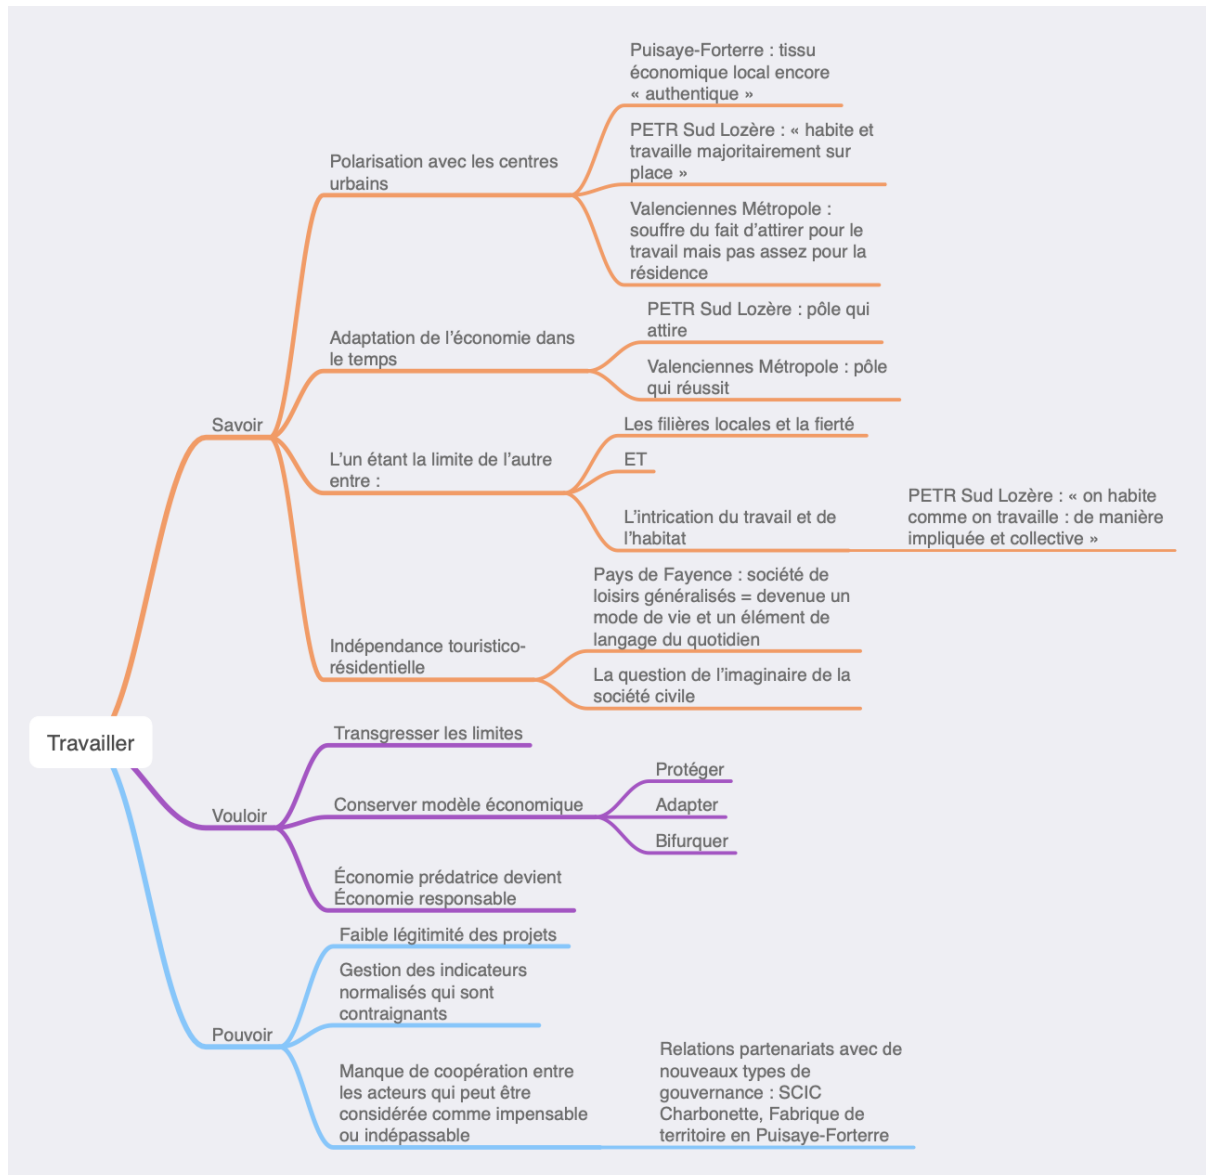 Travailler
Savoir
Polarisation avec les centres
urbains
Puisaye-Forterre : tissu
économique local encore
« authentique »
PETR Sud Lozère : « habite et
travaille majoritairement sur
place »
Valenciennes Métropole :
souffre du fait d’attirer pour le
travail mais pas assez pour la
résidence
Adaptation de l’économie dans
le temps
PETR Sud Lozère : pôle qui
attire
Valenciennes Métropole : pôle
qui réussit
L’un étant la limite de l’autre
entre :
Les filières locales et la fierté
ET
L’intrication du travail et de
l’habitat
PETR Sud Lozère : « on habite
comme on travaille : de manière
impliquée et collective »
Indépendance touristico-
résidentielle
Pays de Fayence : société de
loisirs généralisés = devenue un
mode de vie et un élément de
langage du quotidien
La question de l’imaginaire de la
société civile
Vouloir
Transgresser les limites
Conserver modèle économique
Protéger
Adapter
Bifurquer
Économie prédatrice devient
Économie responsable
Pouvoir
Faible légitimité des projets
Gestion des indicateurs
normalisés qui sont
contraignants
Manque de coopération entre
les acteurs qui peut être
considérée comme impensable
ou indépassable
Relations partenariats avec de
nouveaux types de
gouvernance : SCIC
Charbonette, Fabrique de
territoire en Puisaye-Forterre